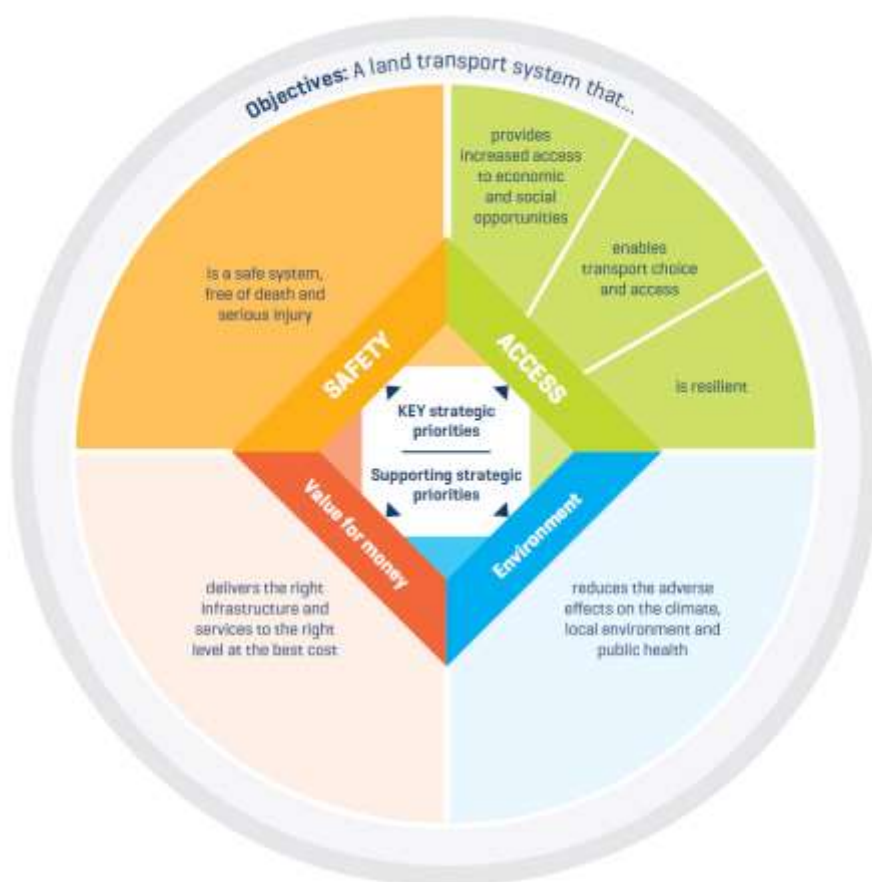 Objectives: A land transport system that...
provides
increased access
to economic
and social
opportunities
enables
transport choice
and access
is resilient
is a safe system,
free of death and
serious injury
SAFETY
ACCESS
KEY strategic
priorities
Supporting strategic
priorities
Value for money
Environment
delivers the right
infrastructure and
services to the right
level at the best cost
reduces the adverse
effects on the climate,
local environment and
public health